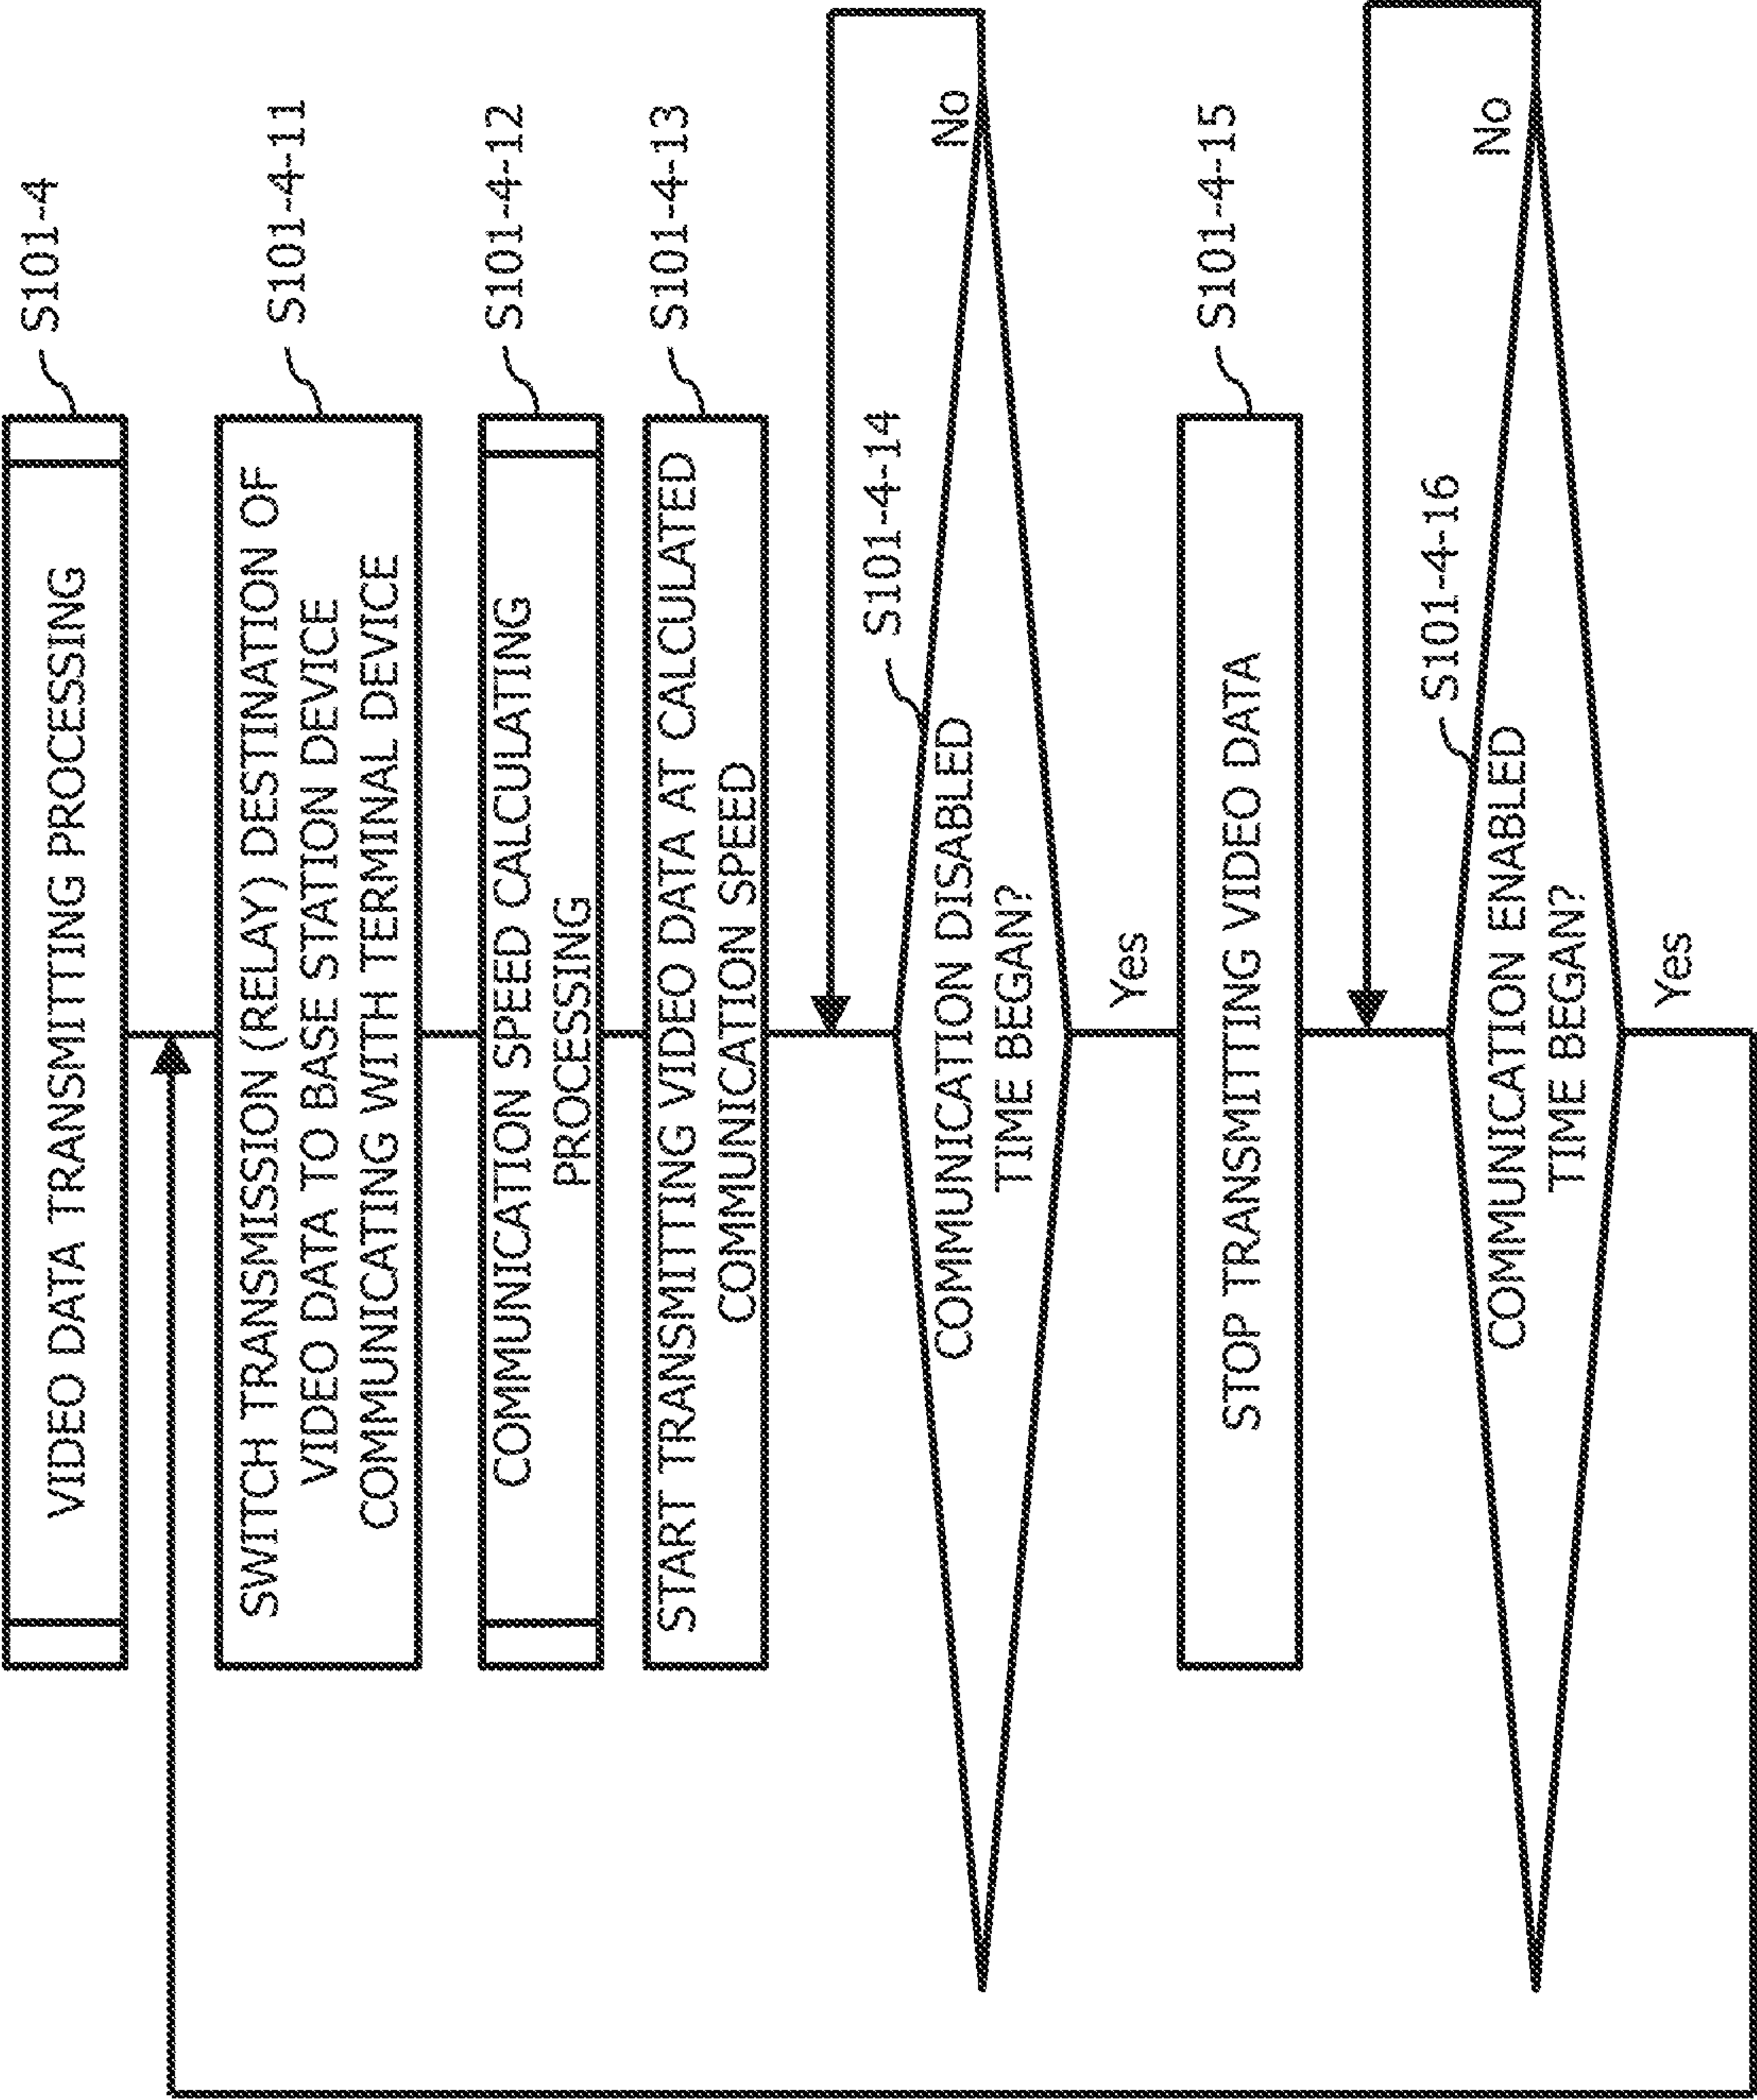 VIDEO DATA TRANSMITTING PROCESSING
S101-4
SWITCH TRANSMISSION (RELAY) DESTINATION OF
VIDEO DATA TO BASE STATION DEVICE
COMMUNICATING WITH TERMINAL DEVICE
S101-4-11
COMMUNICATION SPEED CALCULATING
PROCESSING
S101-4-12
START TRANSMITTING VIDEO DATA AT CALCULATED
COMMUNICATION SPEED
S101-4-13
S101-4-14
COMMUNICATION DISABLED
TIME BEGAN?
No
Yes
STOP TRANSMITTING VIDEO DATA
S101-4-15
S101-4-16
COMMUNICATION ENABLED
TIME BEGAN?
No
Yes